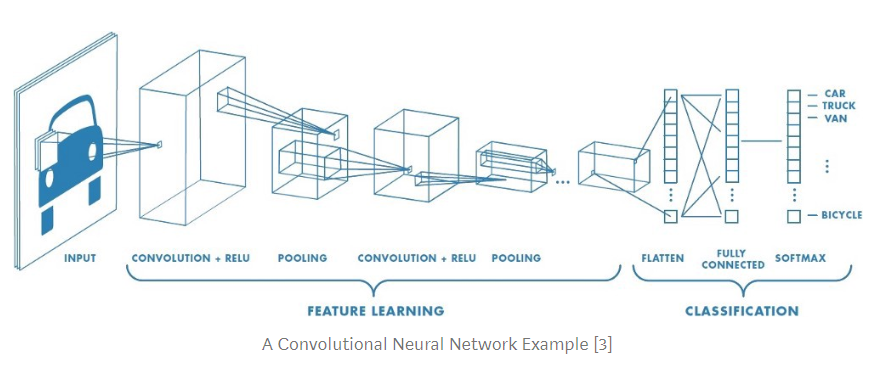 CAR
TRUCK
VAN
BICYCLE
INPUT
CONVOLUTION + RELU
POOLING
CONVOLUTION + RELU
POOLING
FLATTEN
FULLY
CONNECTED
SOFTMAX
FEATURE LEARNING
CLASSIFICATION
A Convolutional Neural Network Example [3]